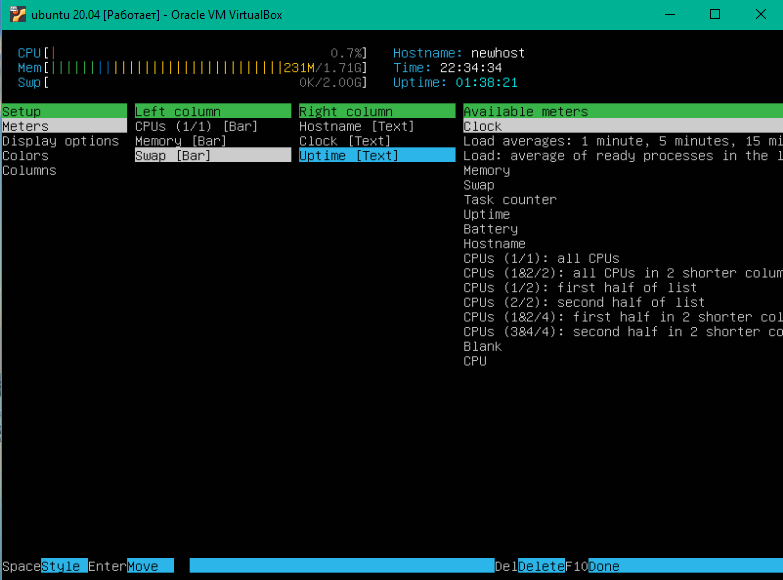 ubuntu 20.04 [Работает] - Oracle VM VirtualBox
CPU[| 0.7%] Hostname: newhost
Mem[||||||||||||||||||||||||||||||231M/1.71G] Time: 22:34:34
Swp[ 0K/2.00G] Uptime: 01:38:21
Setup Left column Right column Available meters
Meters CPUs (1/1) [Bar] Hostname [Text] Clock
Display options Memory [Bar] Clock [Text] Load averages: 1 minute, 5 minutes, 15 mi
Colors Swap [Bar] Uptime [Text] Load: average of ready processes in the l
Columns Memory
Swap
Task counter
Uptime
Battery
Hostname
CPUs (1/1): all CPUs
CPUs (1&2/2): all CPUs in 2 shorter colum
CPUs (1/2): first half of list
CPUs (2/2): second half of list
CPUs (1&2/4): first half in 2 shorter col
CPUs (3&4/4): second half in 2 shorter co
Blank
CPU
SpaceStyle EnterMove DelDeleteF10Done